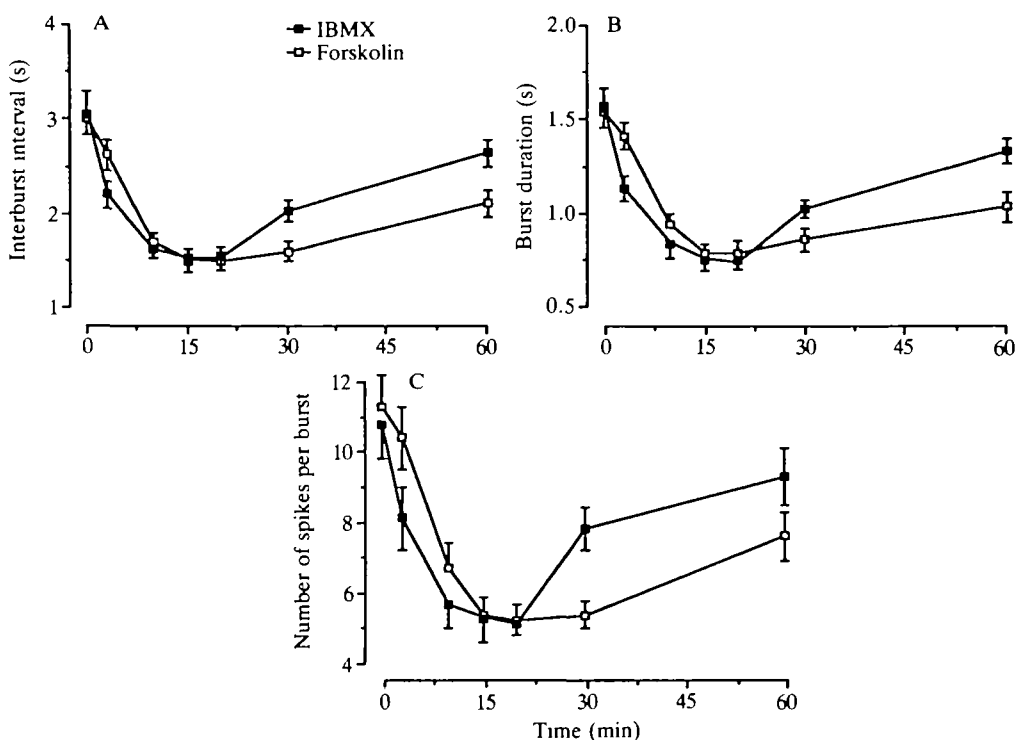 A
IBMX
Forskolin
Interburst interval (s)
4
3
2
1
0 15 30 45 60
B
Burst duration (s)
2.0
1.5
1.0
0.5
0 15 30 45 60
C
Number of spikes per burst
12
10
8
6
4
0 15 30 45 60
Time (min)